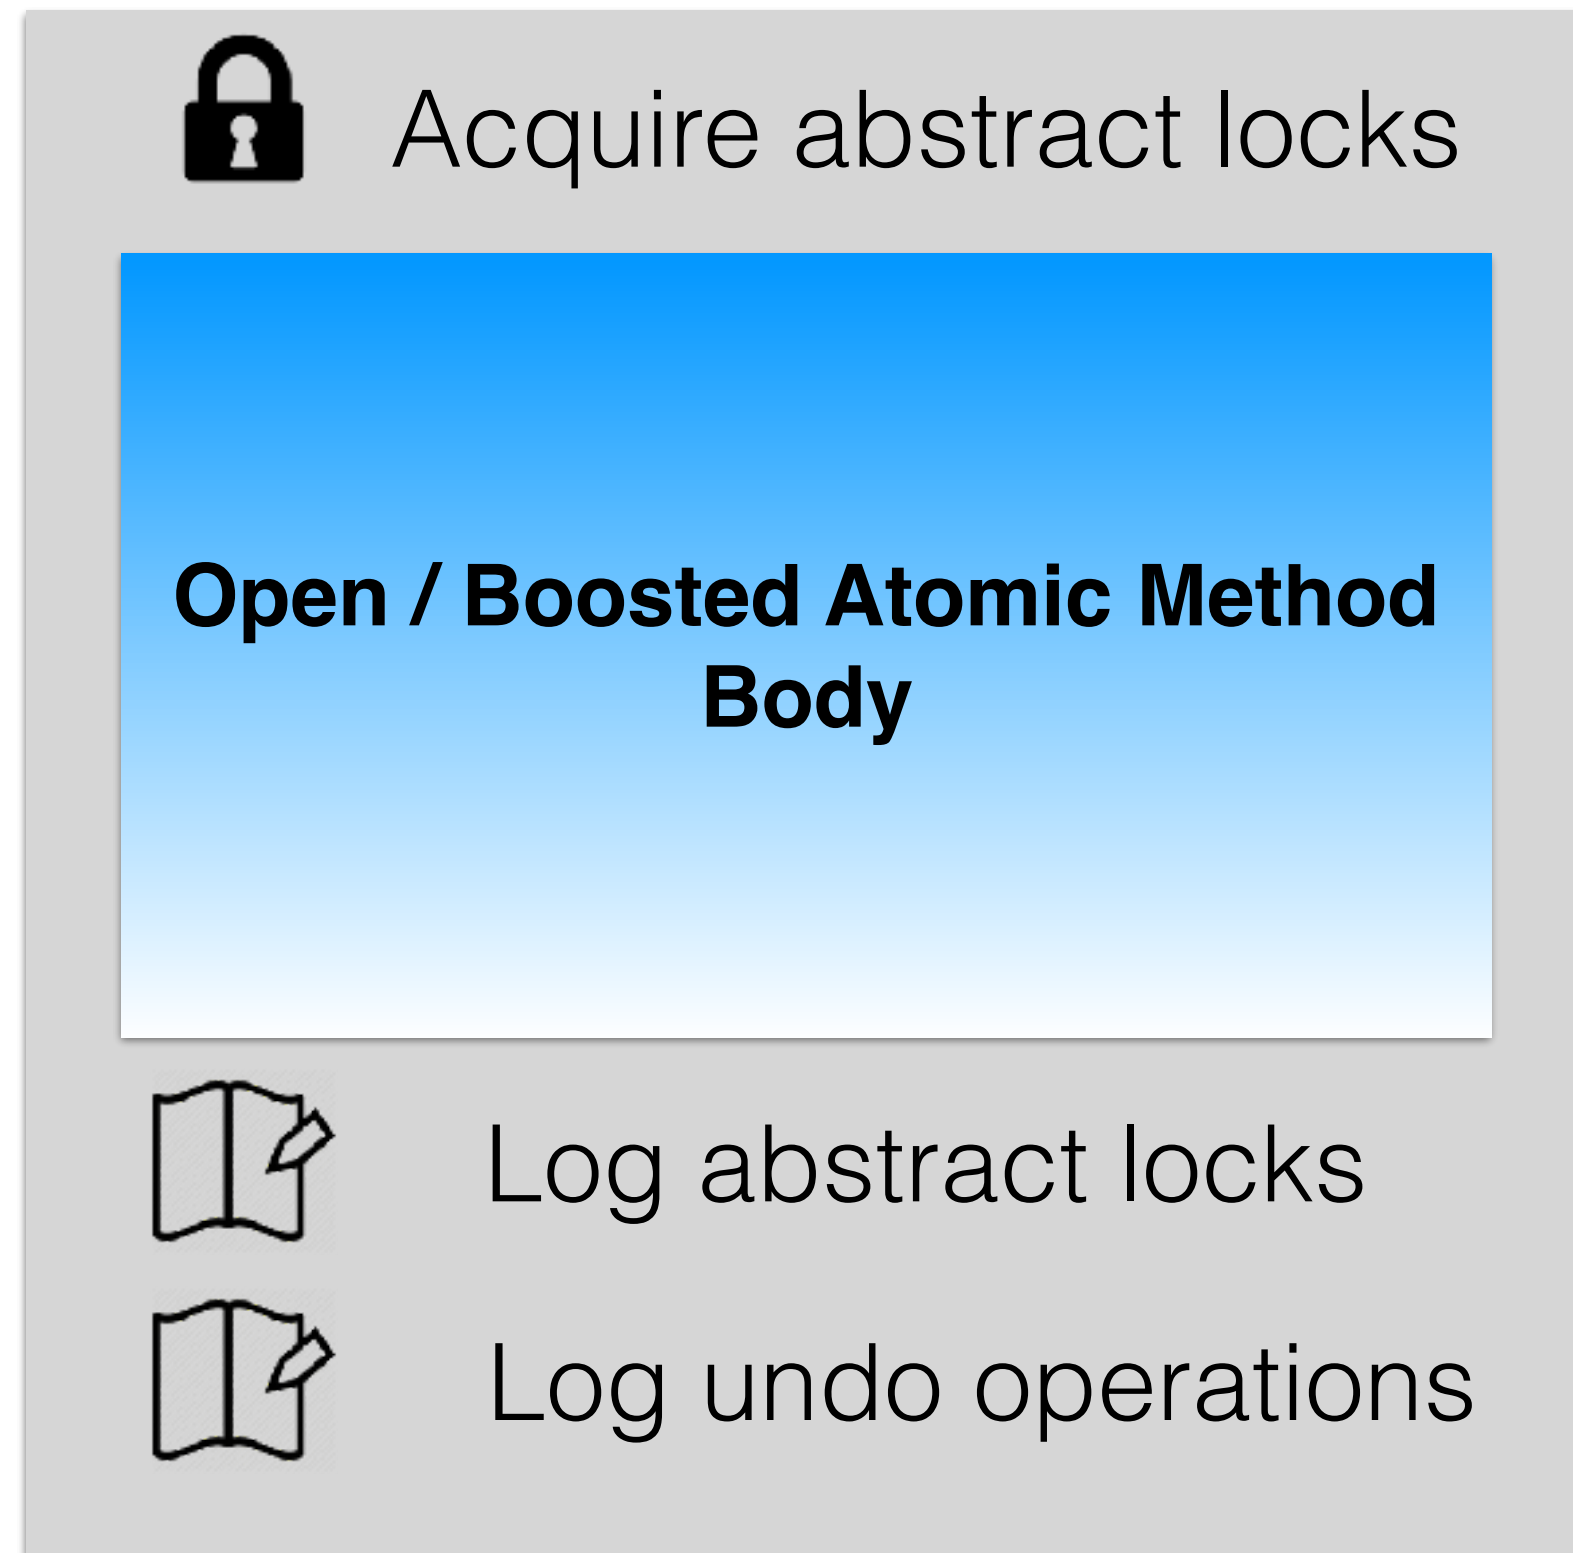 Acquire abstract locks
Open / Boosted Atomic Method
Body
Log abstract locks
Log undo operations